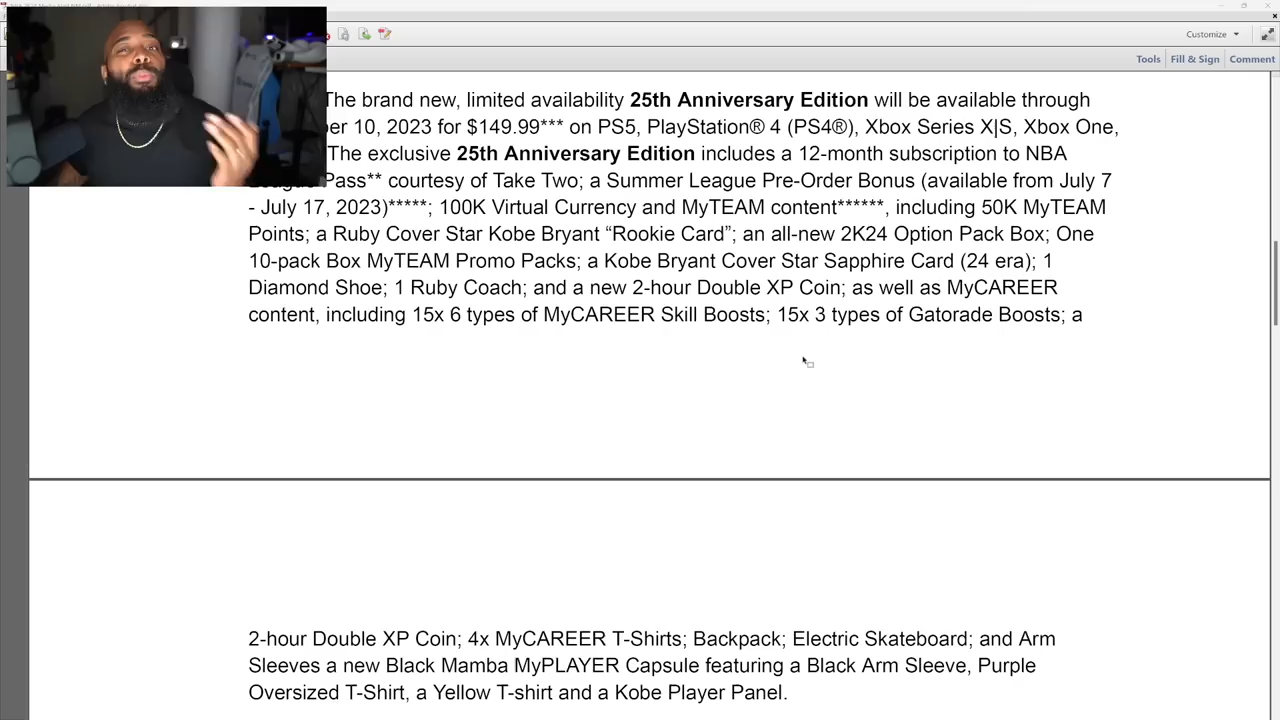 Customize
Tools Fill & Sign Comment
The brand new, limited availability 25th Anniversary Edition will be available through
er 10, 2023 for $149.99*** on PS5, PlayStation® 4 (PS4®), Xbox Series X|S, Xbox One,
The exclusive 25th Anniversary Edition includes a 12-month subscription to NBA
Pass** courtesy of Take Two; a Summer League Pre-Order Bonus (available from July 7
- July 17, 2023)*****; 100K Virtual Currency and MyTEAM content******, including 50K MyTEAM
Points; a Ruby Cover Star Kobe Bryant “Rookie Card”; an all-new 2K24 Option Pack Box; One
10-pack Box MyTEAM Promo Packs; a Kobe Bryant Cover Star Sapphire Card (24 era); 1
Diamond Shoe; 1 Ruby Coach; and a new 2-hour Double XP Coin; as well as MyCAREER
content, including 15x 6 types of MyCAREER Skill Boosts; 15x 3 types of Gatorade Boosts; a
2-hour Double XP Coin; 4x MyCAREER T-Shirts; Backpack; Electric Skateboard; and Arm
Sleeves a new Black Mamba MyPLAYER Capsule featuring a Black Arm Sleeve, Purple
Oversized T-Shirt, a Yellow T-shirt and a Kobe Player Panel.